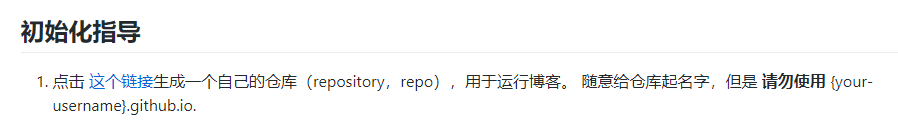 初始化指导
1. 点击 这个链接生成一个自己的仓库（repository，repo），用于运行博客。 随意给仓库起名字，但是 请勿使用 {your-
username}.github.io.